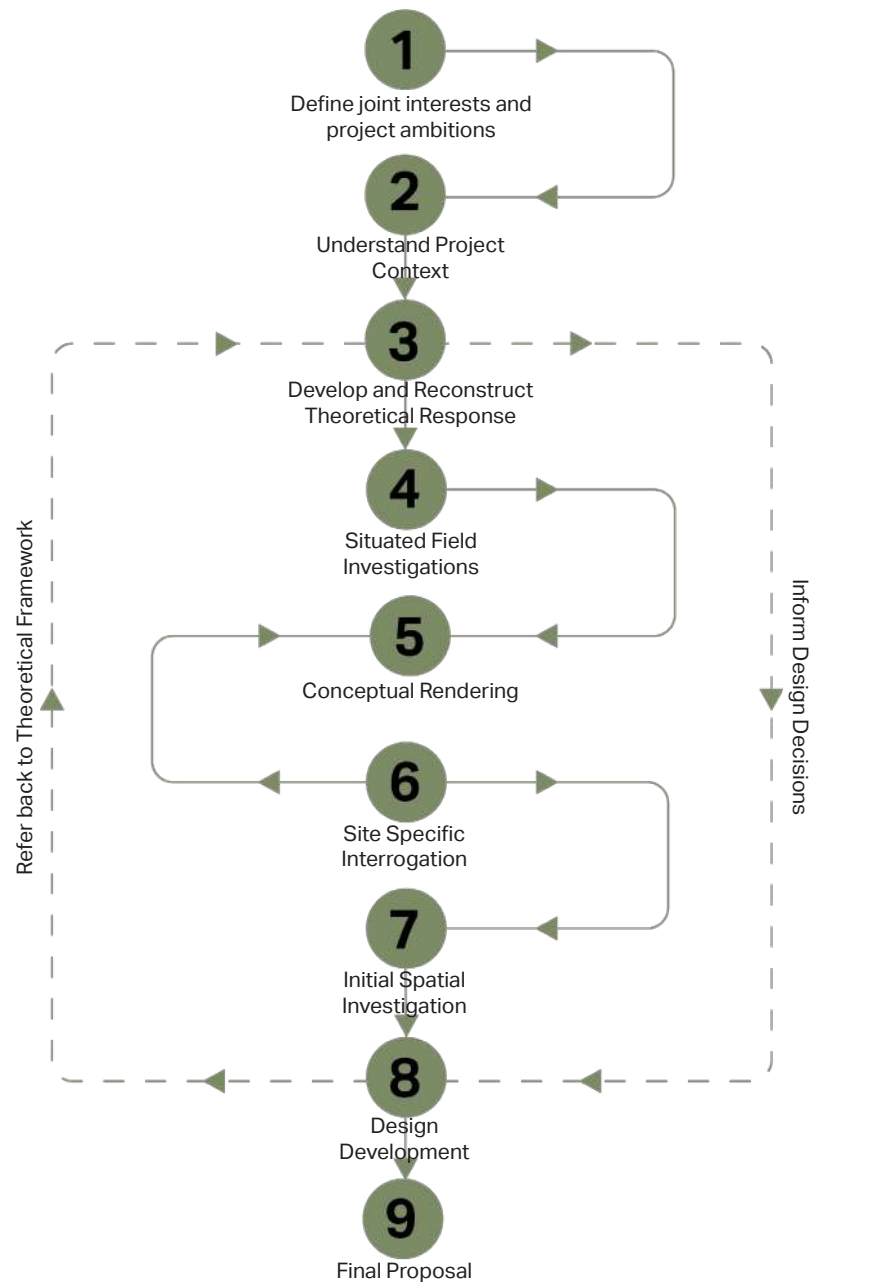 1
Define joint interests and
project ambitions
2
Understand Project
Context
3
Develop and Reconstruct
Theoretical Response
4
Situated Field
Investigations
5
Conceptual Rendering
6
Site Specific
Interrogation
7
Initial Spatial
Investigation
8
Design
Development
9
Final Proposal
Refer back to Theoretical Framework
Inform Design Decisions